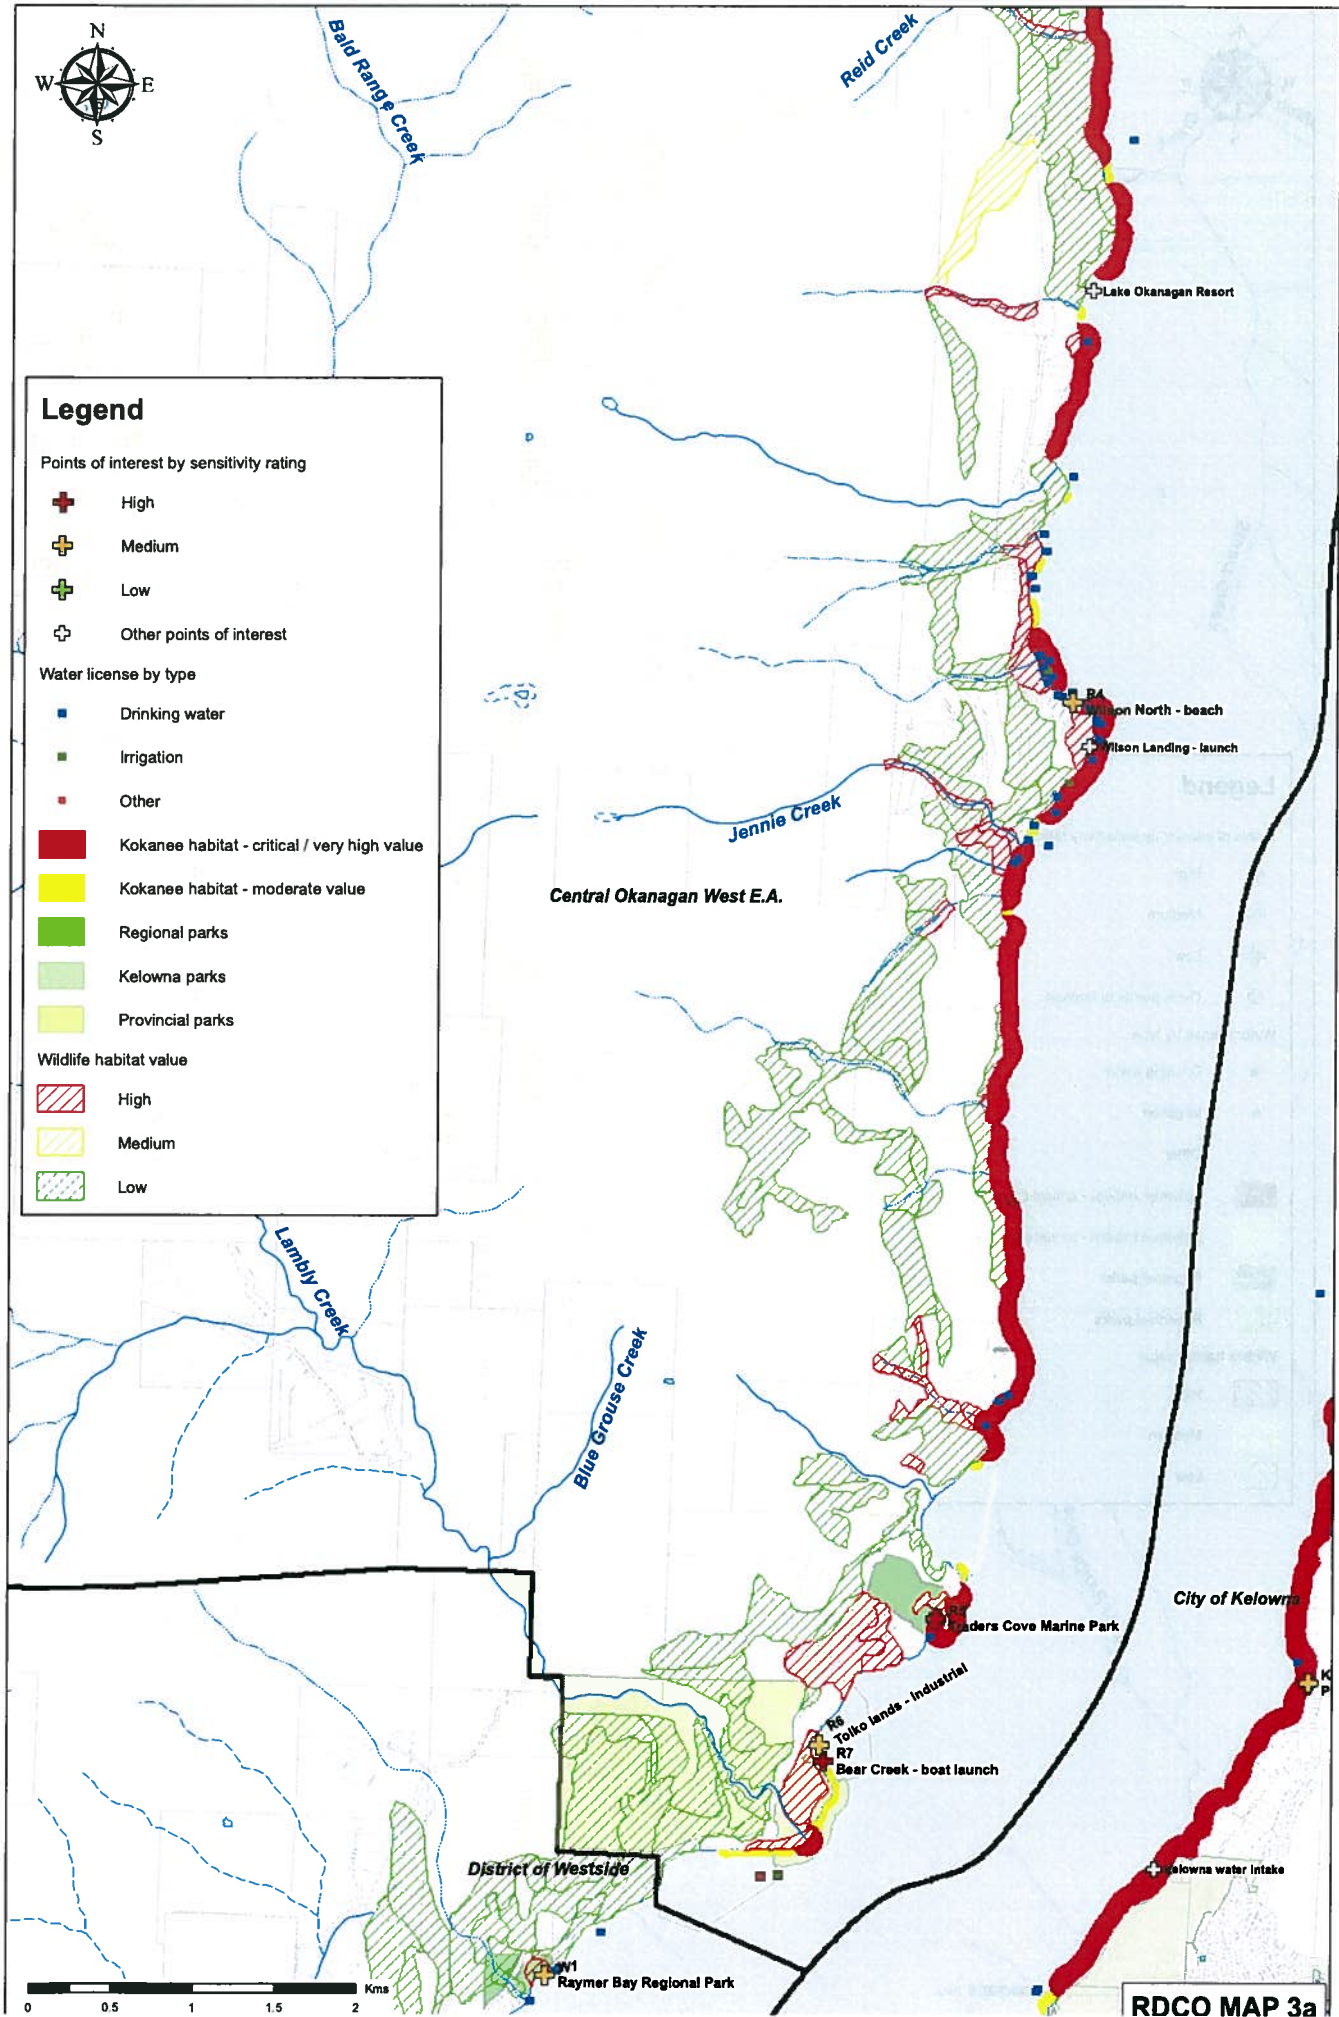 N
W E
S
Bald Range Creek
Reid Creek
Lake Okanagan Resort
Legend
Points of interest by sensitivity rating
High
Medium
Low
Other points of interest
Water license by type
Drinking water
Irrigation
Other
Kokanee habitat - critical / very high value
Kokanee habitat - moderate value
Regional parks
Kelowna parks
Provincial parks
Wildlife habitat value
High
Medium
Low
R4
Wilson North - beach
Wilson Landing - launch
Jennie Creek
Central Okanagan West E.A.
Lambly Creek
Blue Grouse Creek
City of Kelowna
R5
Traders Cove Marine Park
K
P
R6
Tolko lands - Industrial
R7
Bear Creek - boat launch
District of Westside
Kelowna water intake
W1
Raymer Bay Regional Park
0 0.5 1 1.5 2 Kms
RDCO MAP 3a